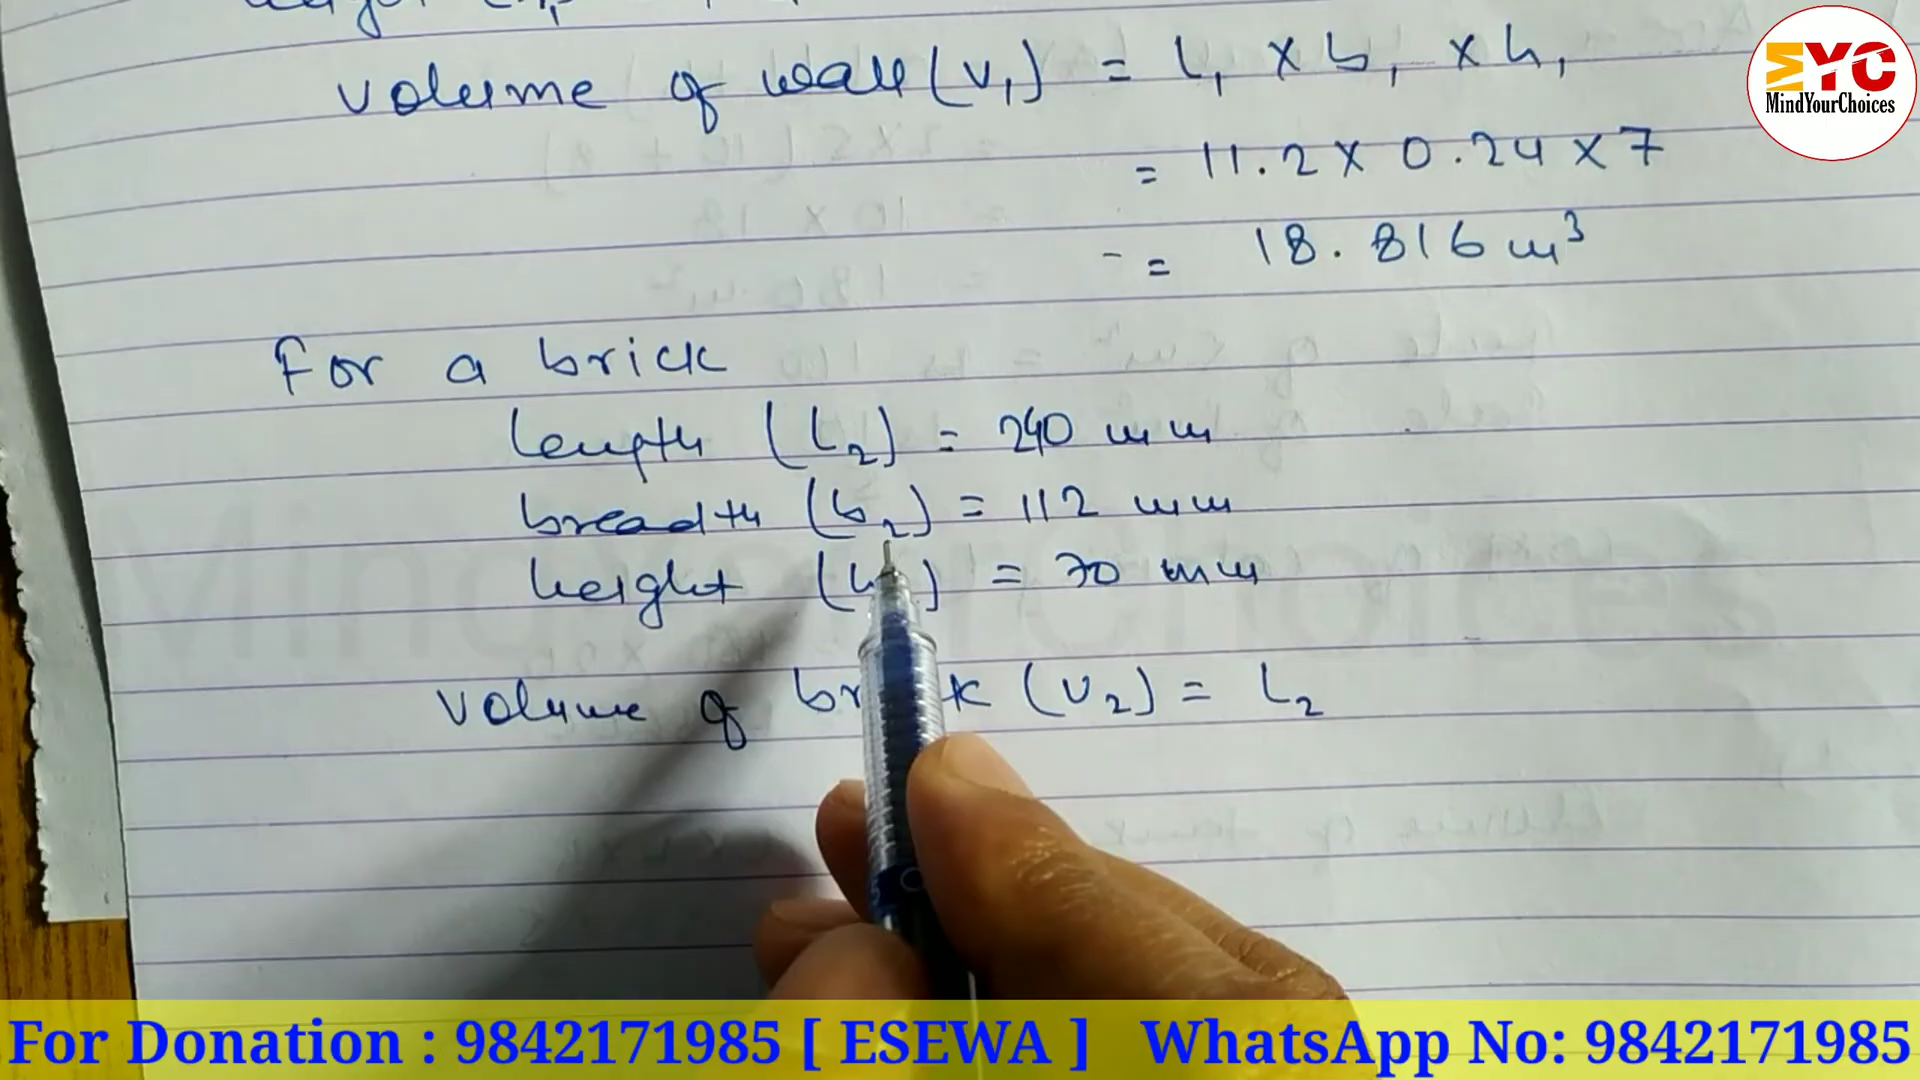 volume of wall (v₁) = l₁ × b₁ × h₁
= 11.2 × 0.24 × 7
= 18.816 m³
For a brick
length (l₂) = 240 mm
breadth (b₂) = 112 mm
height (h ) = 70 mm
volume of brick (v₂) = l₂
MYC
MindYourChoices
MindYourChoices
For Donation : 9842171985 [ ESEWA ] WhatsApp No: 9842171985